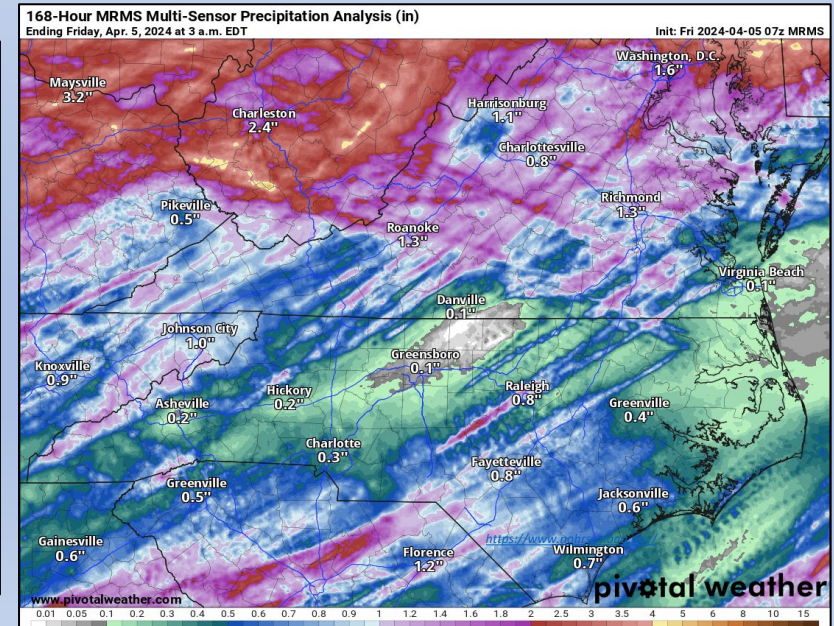 168-Hour MRMS Multi-Sensor Precipitation Analysis (in)
Ending Friday, Apr. 5, 2024 at 3 a.m. EDT
Init: Fri 2024-04-05 07z MRMS
Washington, D.C.
1.6"
Maysville
3.2"
Charleston
2.4"
Harrisonburg
1.1"
Charlottesville
0.8"
Pikeville
0.5"
Richmond
1.3"
Roanoke
1.3"
Virginia Beach
0.1"
Danville
0.1"
Johnson City
1.0"
Greensboro
0.1"
Knoxville
0.9"
Hickory
0.2"
Raleigh
0.8"
Asheville
0.2"
Greenville
0.4"
Charlotte
0.3"
Fayetteville
0.8"
Greenville
0.5"
Jacksonville
0.6"
Gainesville
0.6"
Florence
1.2"
Wilmington
0.7"
pivotal weather
www.pivotalweather.com
0.01 0.05 0.1 0.2 0.3 0.4 0.5 0.6 0.7 0.8 0.9 1 1.2 1.4 1.6 1.8 2 2.5 3 3.5 4 5 6 8 10 15